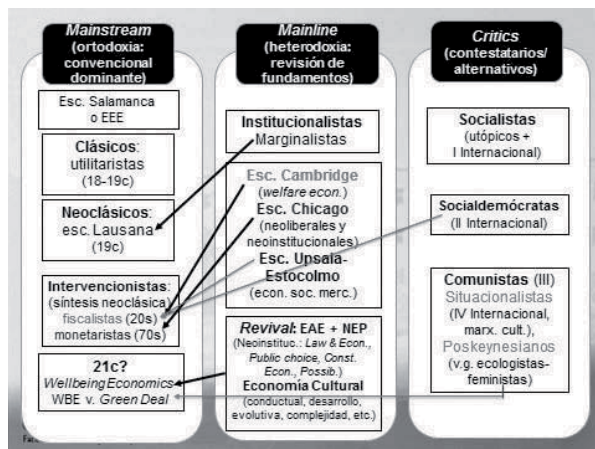 Mainstream
(ortodoxia:
convencional
dominante)
Esc. Salamanca
o EEE
Clásicos:
utilitaristas
(18-19c)
Neoclásicos:
esc. Lausana
(19c)
Intervencionistas:
(síntesis neoclásica)
fiscalistas (20s)
monetaristas (70s)
21c?
Wellbeing Economics
WBE v. Green Deal
Mainline
(heterodoxia:
revisión de
fundamentos)
Institucionalistas
Marginalistas
Esc. Cambridge
(welfare econ.)
Esc. Chicago
(neoliberales y
neoinstitucionales)
Esc. Upsala-
Estocolmo
(econ. soc. merc.)
Revival: EAE + NEP
(Neoinstituc.: Law & Econ.,
Public choice, Const.
Econ., Possib.)
Economía Cultural
(conductual, desarrollo,
evolutiva, complejidad, etc.)
Critics
(contestatarios/
alternativos)
Socialistas
(utópicos +
I Internacional)
Socialdemócratas
(II Internacional)
Comunistas (III)
Situacionalistas
(IV Internacional,
marx. cult.),
Poskeynesianos
(v.g. ecologistas-
feministas)